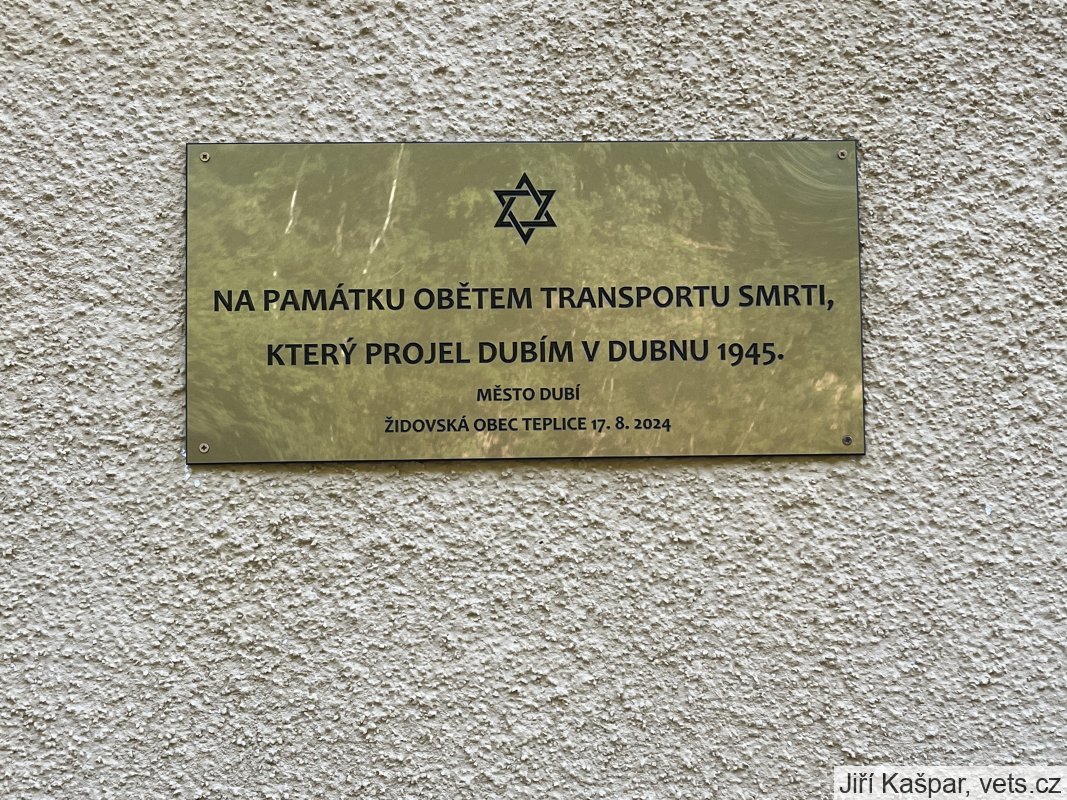 NA PAMÁTKU OBĚTEM TRANSPORTU SMRTI,
KTERÝ PROJEL DUBÍM V DUBNU 1945.
MĚSTO DUBÍ
ŽIDOVSKÁ OBEC TEPLICE 17. 8. 2024
Jiří Kašpar, vets.cz